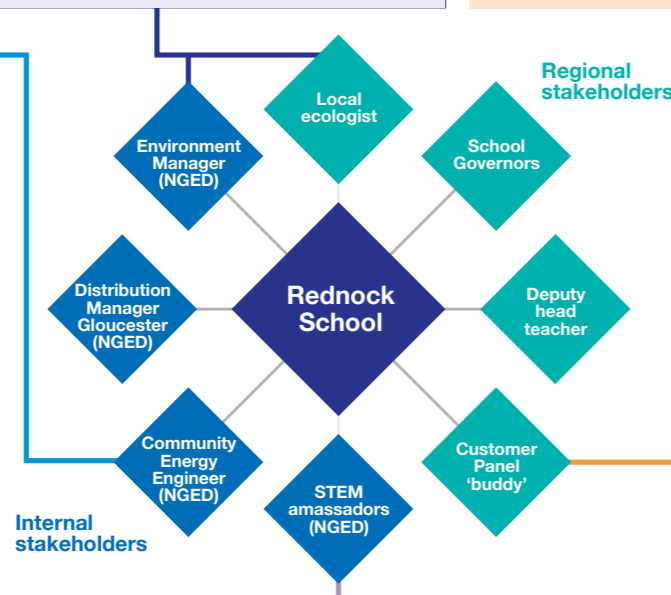 Local
ecologist
Regional
stakeholders
Environment
Manager
(NGED)
School
Governors
Distribution
Manager
Gloucester
(NGED)
Rednock
School
Deputy
head
teacher
Community
Energy
Engineer
(NGED)
Customer
Panel
‘buddy’
STEM
amassadors
(NGED)
Internal
stakeholders